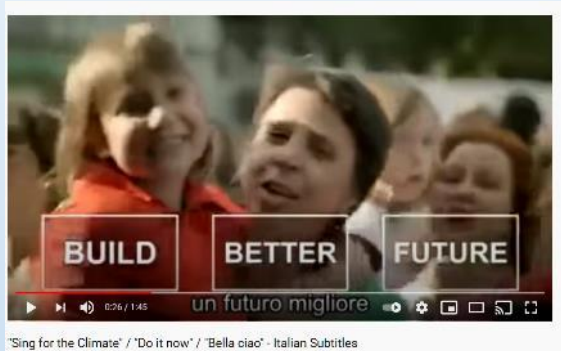 BUILD BETTER FUTURE
un futuro migliore
0:26 / 1:45
"Sing for the Climate" / "Do it now" / "Bella ciao" - Italian Subtitles